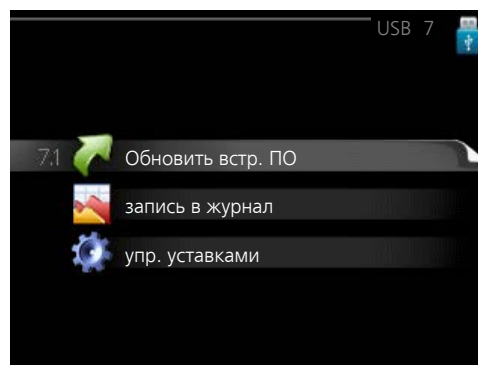 USB 7
7.1 Обновить встр. ПО
запись в журнал
упр. уставками